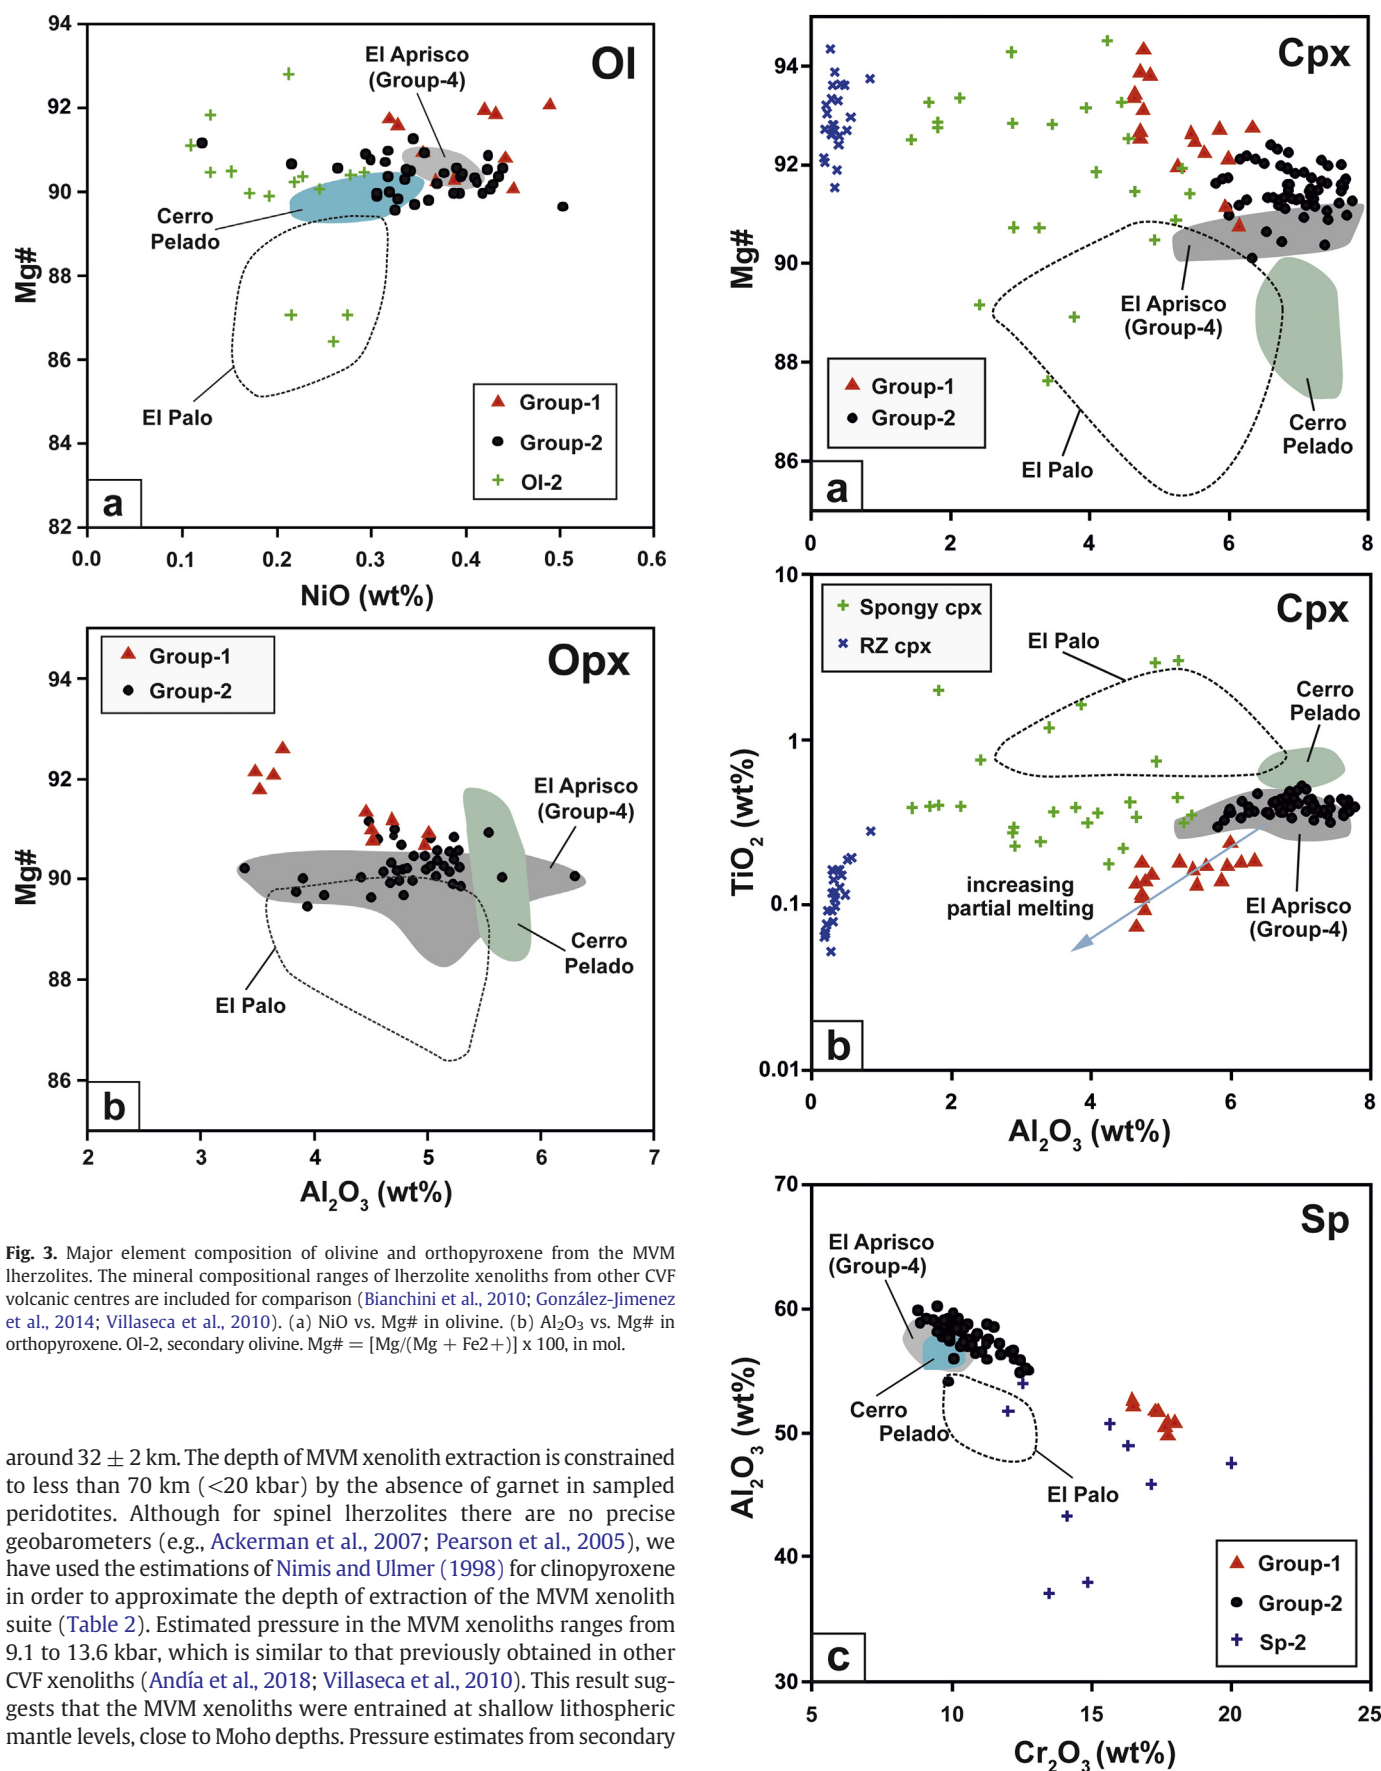 94
92
90
88
86
84
82
Mg#
El Aprisco
(Group-4)
Ol
Cerro
Pelado
El Palo
Group-1
Group-2
Ol-2
a
0.0
0.1
0.2
0.3
0.4
0.5
0.6
NiO (wt%)
94
92
90
88
86
Mg#
Group-1
Group-2
Opx
El Aprisco
(Group-4)
Cerro
Pelado
El Palo
b
2
3
4
5
6
7
Al2O3 (wt%)
Fig. 3. Major element composition of olivine and orthopyroxene from the MVM
lherzolites. The mineral compositional ranges of lherzolite xenoliths from other CVF
volcanic centres are included for comparison (Bianchini et al., 2010; González-Jimenez
et al., 2014; Villaseca et al., 2010). (a) NiO vs. Mg# in olivine. (b) Al2O3 vs. Mg# in
orthopyroxene. Ol-2, secondary olivine. Mg# = [Mg/(Mg + Fe2+)] x 100, in mol.
around 32 ± 2 km. The depth of MVM xenolith extraction is constrained
to less than 70 km (<20 kbar) by the absence of garnet in sampled
peridotites. Although for spinel lherzolites there are no precise
geobarometers (e.g., Ackerman et al., 2007; Pearson et al., 2005), we
have used the estimations of Nimis and Ulmer (1998) for clinopyroxene
in order to approximate the depth of extraction of the MVM xenolith
suite (Table 2). Estimated pressure in the MVM xenoliths ranges from
9.1 to 13.6 kbar, which is similar to that previously obtained in other
CVF xenoliths (Andía et al., 2018; Villaseca et al., 2010). This result sug-
gests that the MVM xenoliths were entrained at shallow lithospheric
mantle levels, close to Moho depths. Pressure estimates from secondary
94
92
90
88
86
Mg#
Cpx
El Aprisco
(Group-4)
Group-1
Group-2
Cerro
Pelado
El Palo
a
0
2
4
6
8
10
1
0.1
0.01
TiO2 (wt%)
Spongy cpx
RZ cpx
Cpx
El Palo
Cerro
Pelado
increasing
partial melting
El Aprisco
(Group-4)
b
0
2
4
6
8
Al2O3 (wt%)
70
60
50
40
30
Al2O3 (wt%)
Sp
El Aprisco
(Group-4)
Cerro
Pelado
El Palo
Group-1
Group-2
Sp-2
c
5
10
15
20
25
Cr2O3 (wt%)